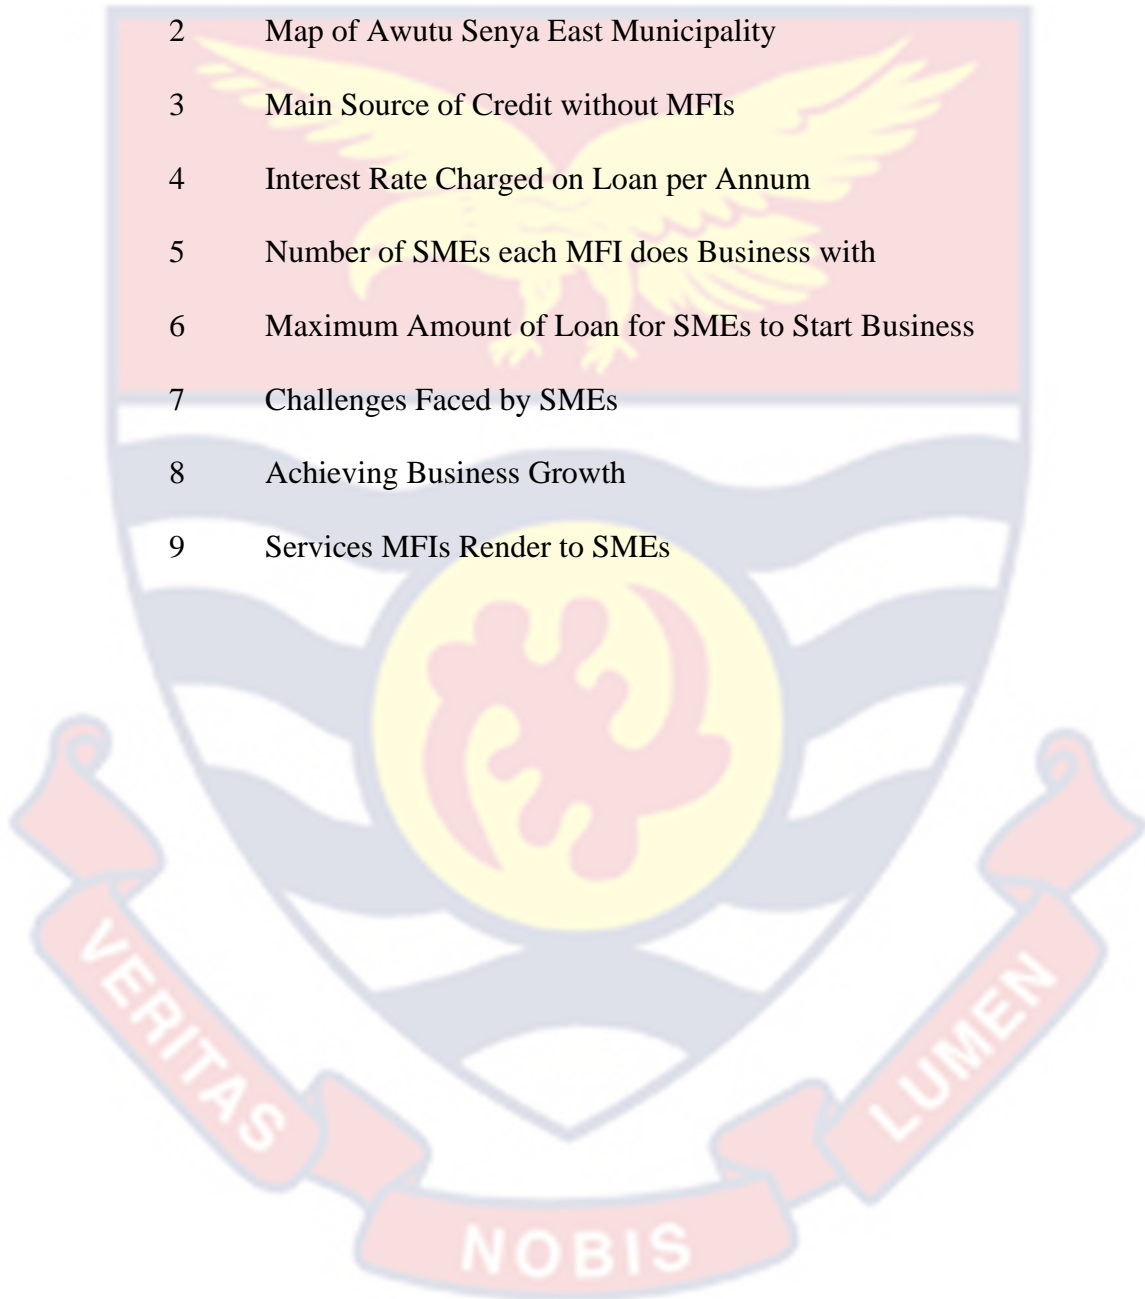 2 Map of Awutu Senya East Municipality
3 Main Source of Credit without MFIs
4 Interest Rate Charged on Loan per Annum
5 Number of SMEs each MFI does Business with
6 Maximum Amount of Loan for SMEs to Start Business
7 Challenges Faced by SMEs
8 Achieving Business Growth
9 Services MFIs Render to SMEs
VERITAS
NOBIS
LUMEN